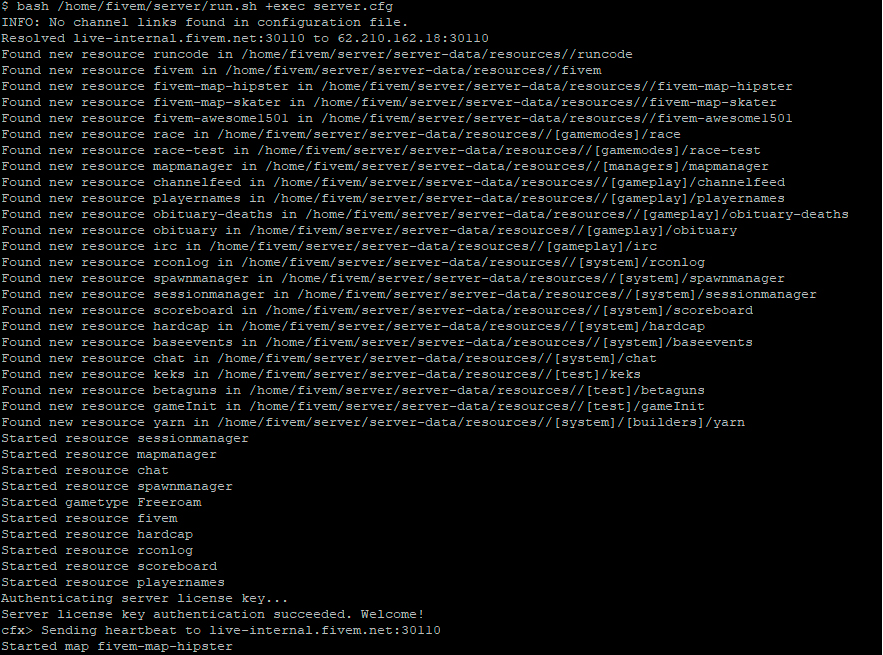 $ bash /home/fivem/server/run.sh +exec server.cfg
INFO: No channel links found in configuration file.
Resolved live-internal.fivem.net:30110 to 62.210.162.18:30110
Found new resource runcode in /home/fivem/server/server-data/resources//runcode
Found new resource fivem in /home/fivem/server/server-data/resources//fivem
Found new resource fivem-map-hipster in /home/fivem/server/server-data/resources//fivem-map-hipster
Found new resource fivem-map-skater in /home/fivem/server/server-data/resources//fivem-map-skater
Found new resource fivem-awesome1501 in /home/fivem/server/server-data/resources//fivem-awesome1501
Found new resource race in /home/fivem/server/server-data/resources//[gamemodes]/race
Found new resource race-test in /home/fivem/server/server-data/resources//[gamemodes]/race-test
Found new resource mapmanager in /home/fivem/server/server-data/resources//[managers]/mapmanager
Found new resource channelfeed in /home/fivem/server/server-data/resources//[gameplay]/channelfeed
Found new resource playernames in /home/fivem/server/server-data/resources//[gameplay]/playernames
Found new resource obituary-deaths in /home/fivem/server/server-data/resources//[gameplay]/obituary-deaths
Found new resource obituary in /home/fivem/server/server-data/resources//[gameplay]/obituary
Found new resource irc in /home/fivem/server/server-data/resources//[gameplay]/irc
Found new resource rconlog in /home/fivem/server/server-data/resources//[system]/rconlog
Found new resource spawnmanager in /home/fivem/server/server-data/resources//[system]/spawnmanager
Found new resource sessionmanager in /home/fivem/server/server-data/resources//[system]/sessionmanager
Found new resource scoreboard in /home/fivem/server/server-data/resources//[system]/scoreboard
Found new resource hardcap in /home/fivem/server/server-data/resources//[system]/hardcap
Found new resource baseevents in /home/fivem/server/server-data/resources//[system]/baseevents
Found new resource chat in /home/fivem/server/server-data/resources//[system]/chat
Found new resource keks in /home/fivem/server/server-data/resources//[test]/keks
Found new resource betaguns in /home/fivem/server/server-data/resources//[test]/betaguns
Found new resource gameInit in /home/fivem/server/server-data/resources//[test]/gameInit
Found new resource yarn in /home/fivem/server/server-data/resources//[system]/[builders]/yarn
Started resource sessionmanager
Started resource mapmanager
Started resource chat
Started resource spawnmanager
Started gametype Freeroam
Started resource fivem
Started resource hardcap
Started resource rconlog
Started resource scoreboard
Started resource playernames
Authenticating server license key...
Server license key authentication succeeded. Welcome!
cfx> Sending heartbeat to live-internal.fivem.net:30110
Started map fivem-map-hipster